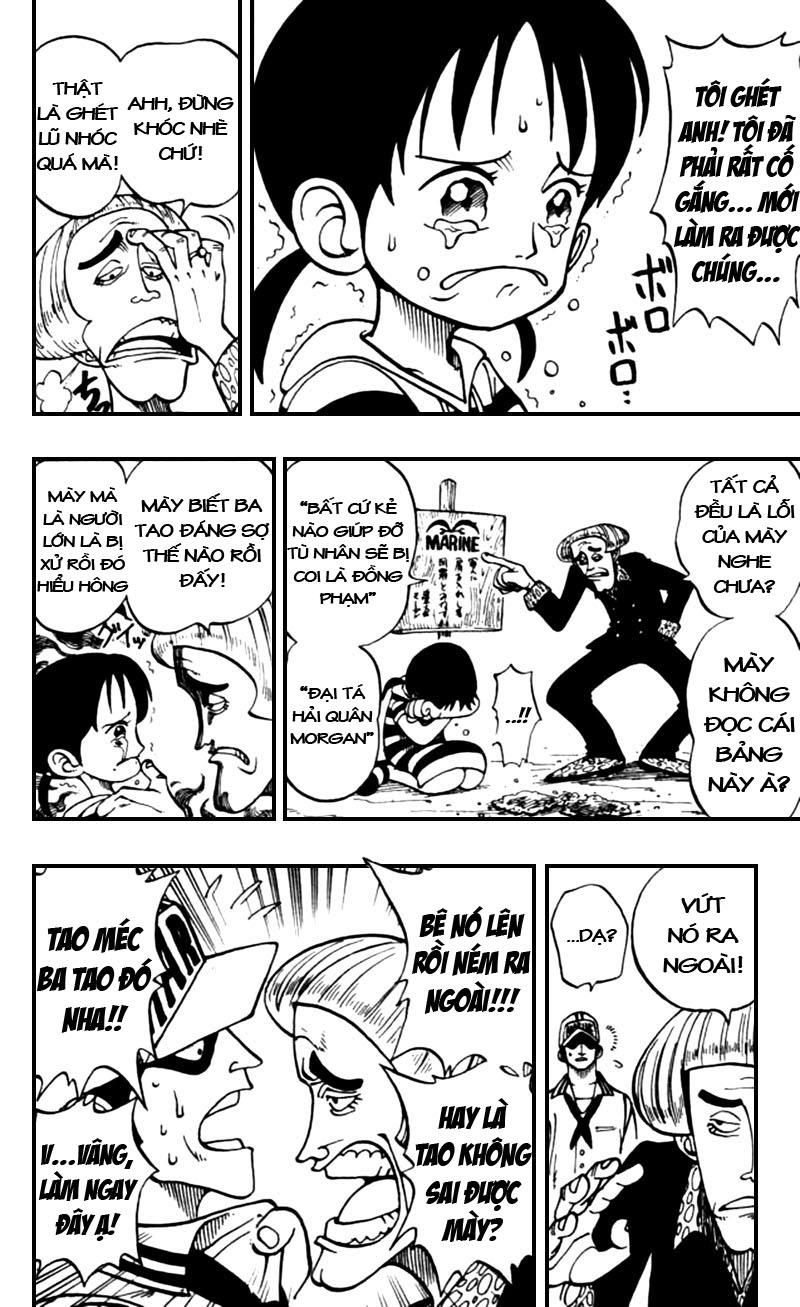 TÔI GHÉT
ANH! TÔI ĐÃ
PHẢI RẤT CỐ
GẮNG... MỚI
LÀM RA ĐƯỢC
CHÚNG...
ボロ
ボロ...
AHH, ĐỪNG
KHÓC NHÈ
CHỨ!
THẬT
LÀ GHÉT
LŨ NHÓC
QUÁ MÀ!
TẤT CẢ
ĐỀU LÀ LỖI
CỦA MÀY
NGHE
CHƯA?
MÀY
KHÔNG
ĐỌC CÁI
BẢNG
NÀY À?
MARINE
...!!
"BẤT CỨ KẺ
NÀO GIÚP ĐỠ
TÙ NHÂN SẼ BỊ
COI LÀ ĐỒNG
PHẠM"
"ĐẠI TÁ
HẢI QUÂN
MORGAN"
MÀY BIẾT BA
TAO ĐÁNG SỢ
THẾ NÀO RỒI
ĐẤY!
MÀY MÀ
LÀ NGƯỜI
LỚN LÀ BỊ
XỬ RỒI ĐÓ
HIỂU HÔNG
VỨT
NÓ RA
NGOÀI!
...DẠ?
MARINE
BÊ NÓ LÊN
RỒI NÉM RA
NGOÀI!!!
HAY LÀ
TAO KHÔNG
SAI ĐƯỢC
MÀY?
TAO MÉC
BA TAO ĐÓ
NHA!!
V...VÂNG,
LÀM NGAY
ĐÂY Ạ!